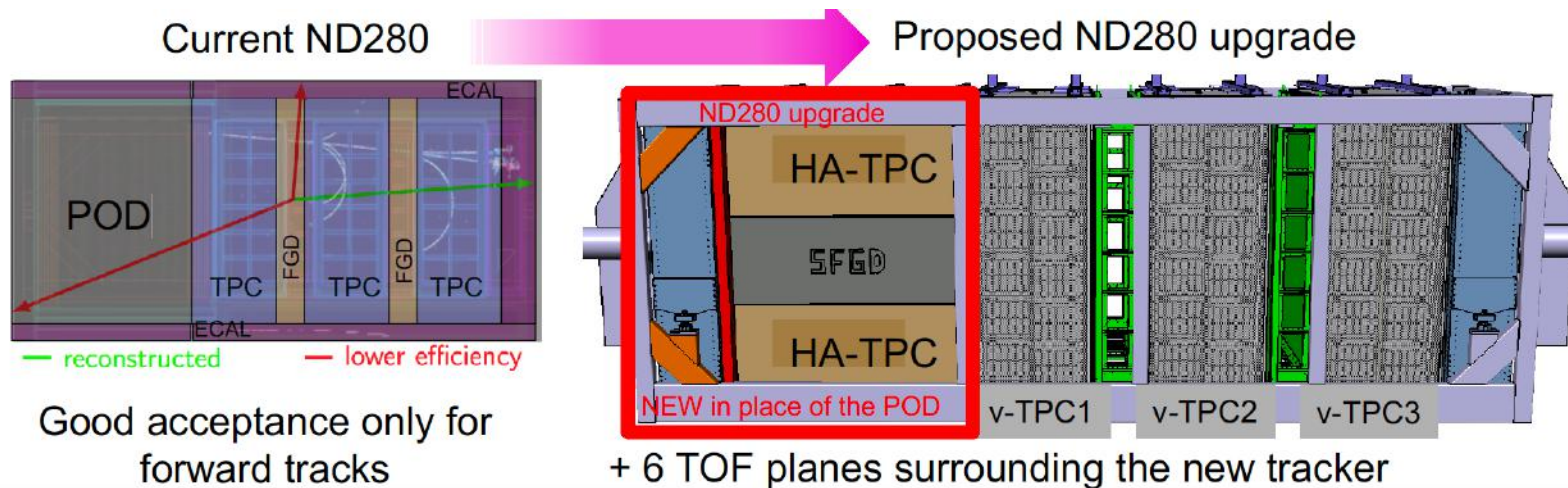 Current ND280
Proposed ND280 upgrade
ECAL
POD
TPC
FGD
TPC
FGD
TPC
ECAL
reconstructed
lower efficiency
Good acceptance only for
forward tracks
ND280 upgrade
HA-TPC
SFGD
HA-TPC
NEW in place of the POD
v-TPC1
v-TPC2
v-TPC3
+ 6 TOF planes surrounding the new tracker